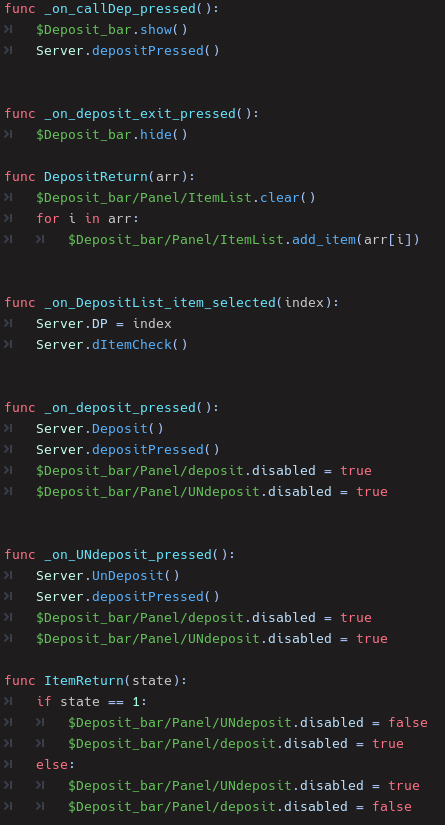 func _on_callDep_pressed():
	$Deposit_bar.show()
	Server.depositPressed()
func _on_deposit_exit_pressed():
	$Deposit_bar.hide()
func DepositReturn(arr):
	$Deposit_bar/Panel/ItemList.clear()
	for i in arr:
		$Deposit_bar/Panel/ItemList.add_item(arr[i])
func _on_DepositList_item_selected(index):
	Server.DP = index
	Server.dItemCheck()
func _on_deposit_pressed():
	Server.Deposit()
	Server.depositPressed()
	$Deposit_bar/Panel/deposit.disabled = true
	$Deposit_bar/Panel/UNdeposit.disabled = true
func _on_UNdeposit_pressed():
	Server.UnDeposit()
	Server.depositPressed()
	$Deposit_bar/Panel/deposit.disabled = true
	$Deposit_bar/Panel/UNdeposit.disabled = true
func ItemReturn(state):
	if state == 1:
		$Deposit_bar/Panel/UNdeposit.disabled = false
		$Deposit_bar/Panel/deposit.disabled = true
	else:
		$Deposit_bar/Panel/UNdeposit.disabled = true
		$Deposit_bar/Panel/deposit.disabled = false